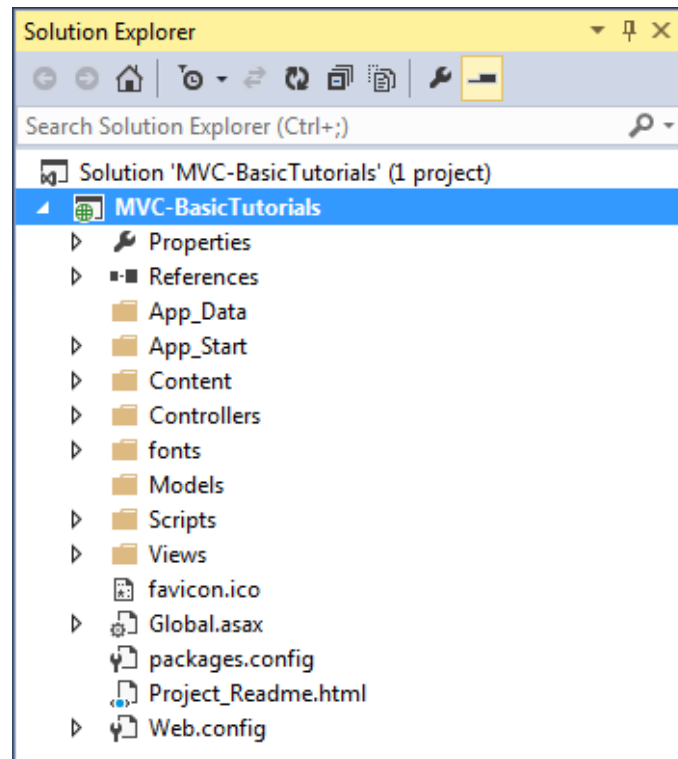 Solution Explorer
Search Solution Explorer (Ctrl+;)
Solution 'MVC-BasicTutorials' (1 project)
MVC-BasicTutorials
Properties
References
App_Data
App_Start
Content
Controllers
fonts
Models
Scripts
Views
favicon.ico
Global.asax
packages.config
Project_Readme.html
Web.config